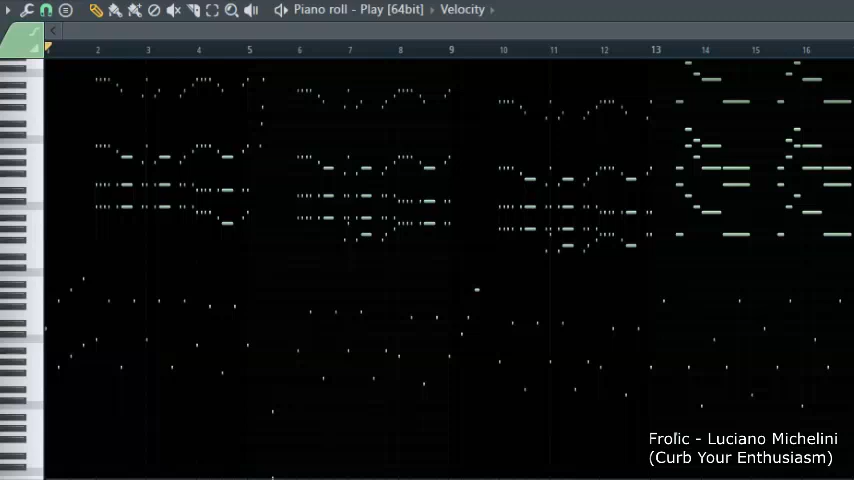 Piano roll - Play [64bit] › Velocity ›
2 3 4 5 6 7 8 9 10 11 12 13 14 15 16
Frolic - Luciano Michelini
(Curb Your Enthusiasm)